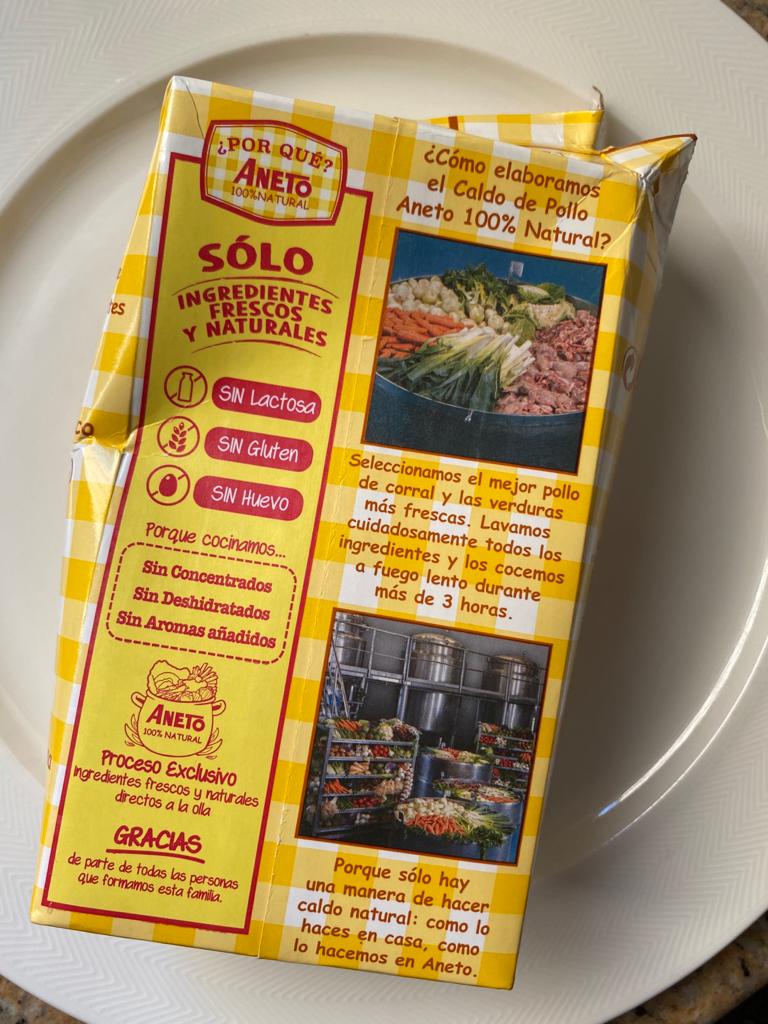 ¿POR QUÉ?
ANETO
100% NATURAL
SÓLO
INGREDIENTES
FRESCOS
Y NATURALES
SIN Lactosa
SIN Gluten
SIN Huevo
Porque cocinamos...
Sin Concentrados
Sin Deshidratados
Sin Aromas añadidos
ANETO
100% NATURAL
Proceso Exclusivo
Ingredientes frescos y naturales
directos a la olla
GRACIAS
de parte de todas las personas
que formamos esta familia.
¿Cómo elaboramos
el Caldo de Pollo
Aneto 100% Natural?
Seleccionamos el mejor pollo
de corral y las verduras
más frescas. Lavamos
cuidadosamente todos los
ingredientes y los cocemos
a fuego lento durante
más de 3 horas.
Porque sólo hay
una manera de hacer
caldo natural: como lo
haces en casa, como
lo hacemos en Aneto.